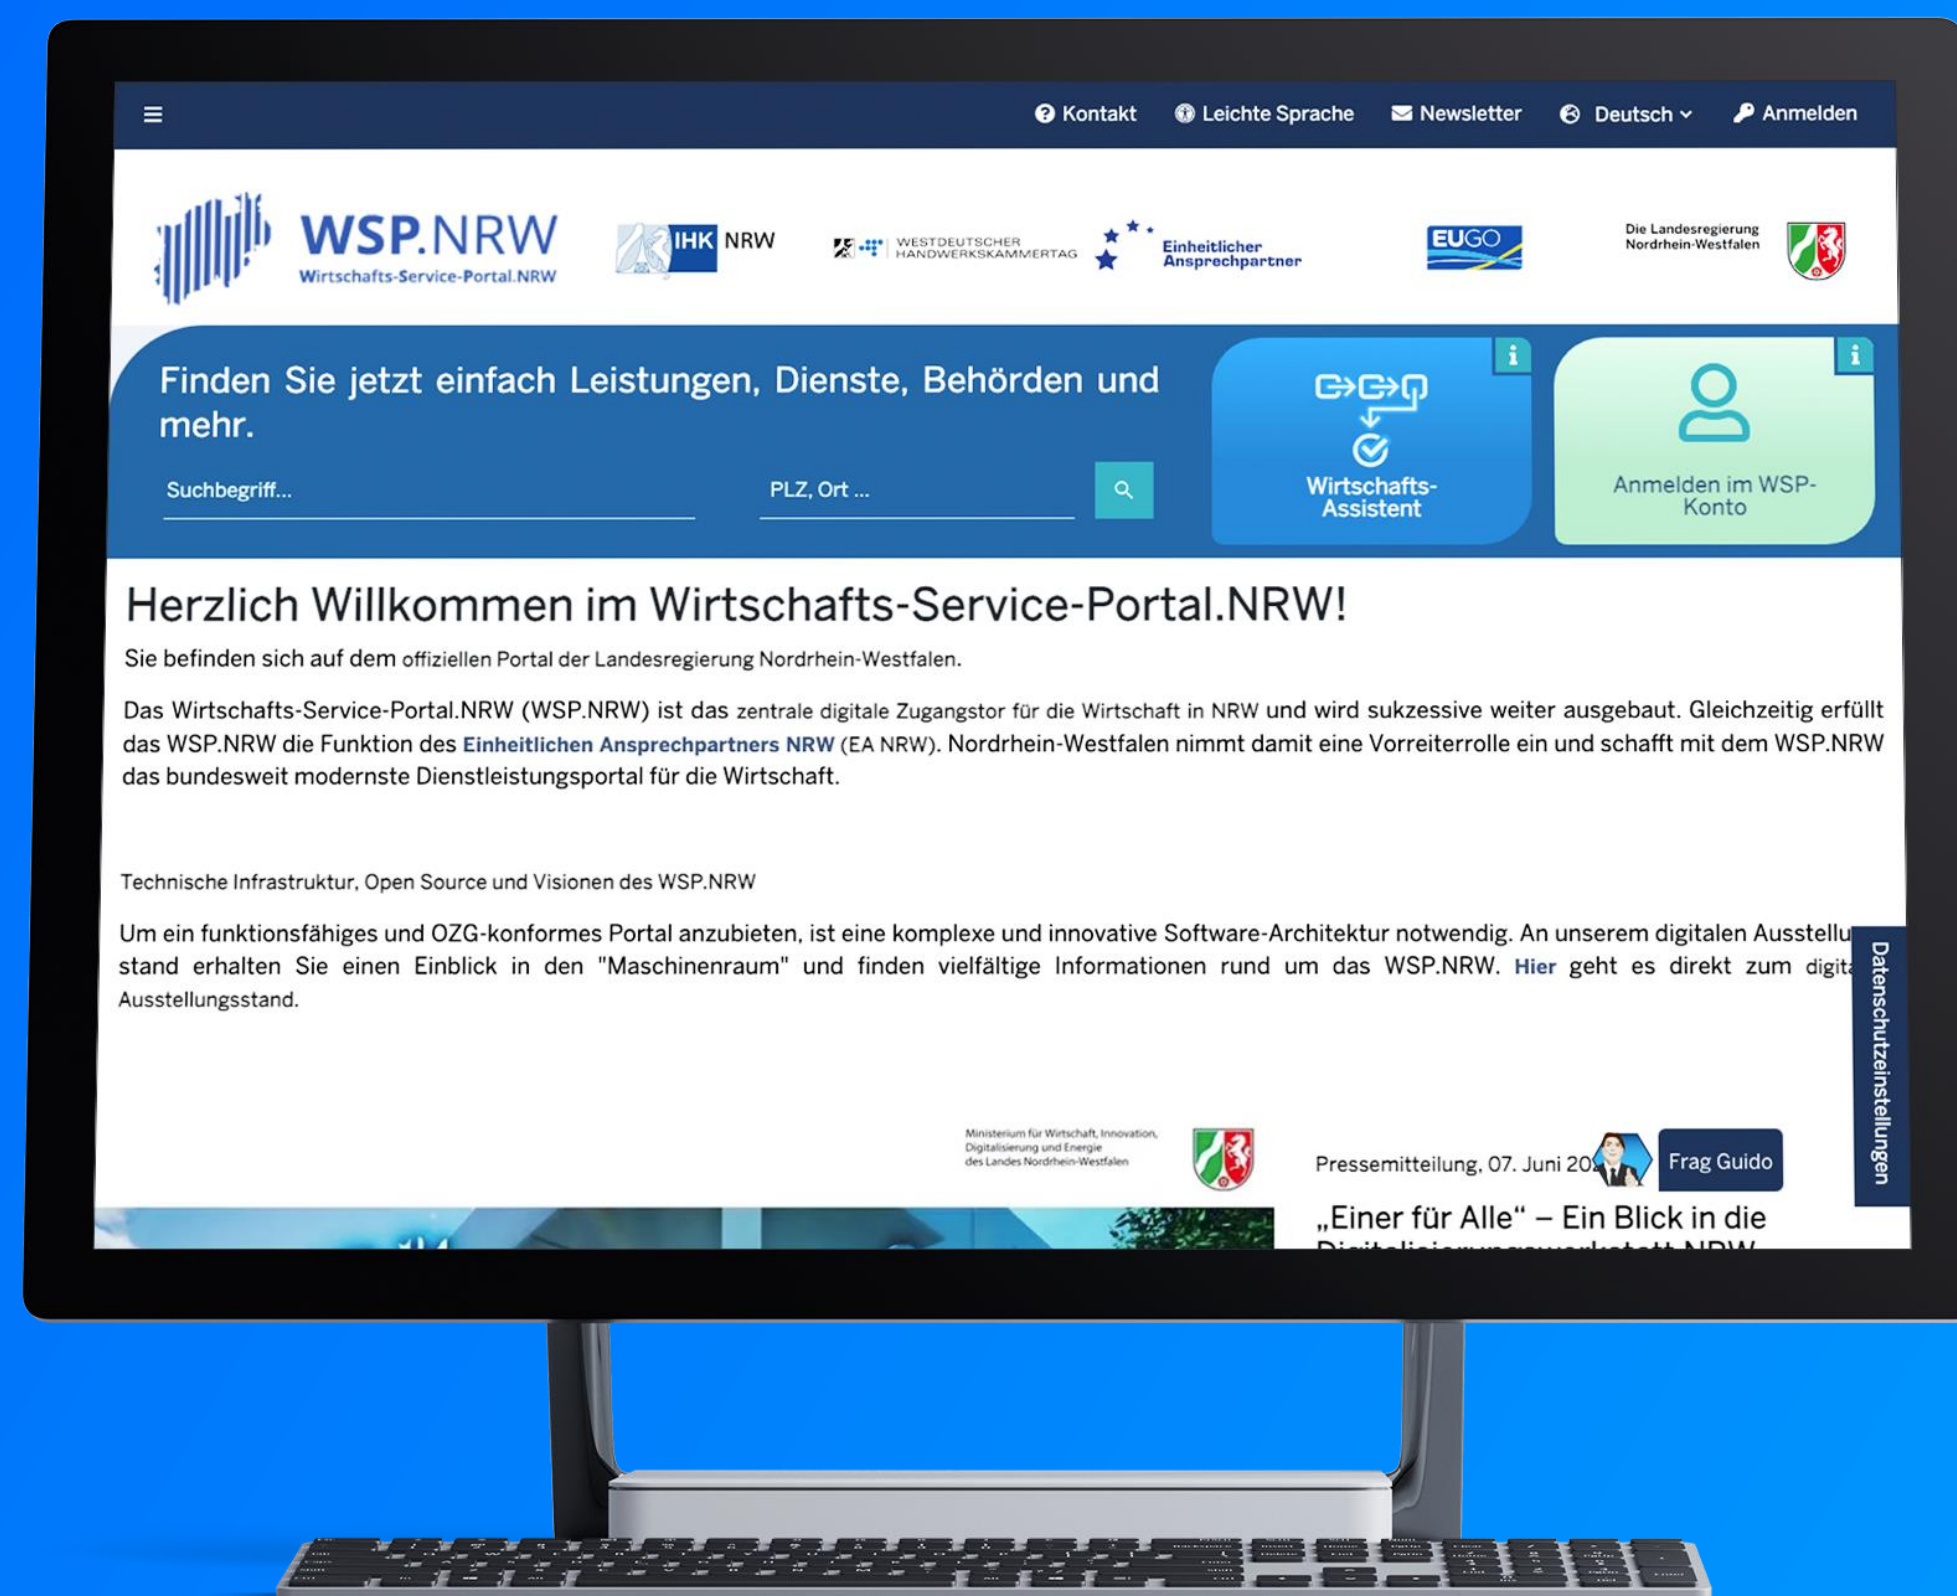 Kontakt
Leichte Sprache
Newsletter
Deutsch
Anmelden
WSP.NRW
Wirtschafts-Service-Portal.NRW
IHK NRW
WESTDEUTSCHER
HANDWERKSKAMMERTAG
Einheitlicher
Ansprechpartner
EUGO
Die Landesregierung
Nordrhein-Westfalen
Finden Sie jetzt einfach Leistungen, Dienste, Behörden und
mehr.
Suchbegriff...
PLZ, Ort ...
Wirtschafts-
Assistent
Anmelden im WSP-
Konto
Herzlich Willkommen im Wirtschafts-Service-Portal.NRW!
Sie befinden sich auf dem offiziellen Portal der Landesregierung Nordrhein-Westfalen.
Das Wirtschafts-Service-Portal.NRW (WSP.NRW) ist das zentrale digitale Zugangstor für die Wirtschaft in NRW und wird sukzessive weiter ausgebaut. Gleichzeitig erfüllt
das WSP.NRW die Funktion des Einheitlichen Ansprechpartners NRW (EA NRW). Nordrhein-Westfalen nimmt damit eine Vorreiterrolle ein und schafft mit dem WSP.NRW
das bundesweit modernste Dienstleistungsportal für die Wirtschaft.
Technische Infrastruktur, Open Source und Visionen des WSP.NRW
Um ein funktionsfähiges und OZG-konformes Portal anzubieten, ist eine komplexe und innovative Software-Architektur notwendig. An unserem digitalen Ausstellu
stand erhalten Sie einen Einblick in den "Maschinenraum" und finden vielfältige Informationen rund um das WSP.NRW. Hier geht es direkt zum digita
Ausstellungsstand.
Datenschutzeinstellungen
Ministerium für Wirtschaft, Innovation,
Digitalisierung und Energie
des Landes Nordrhein-Westfalen
Pressemitteilung, 07. Juni 20
Frag Guido
„Einer für Alle“ – Ein Blick in die